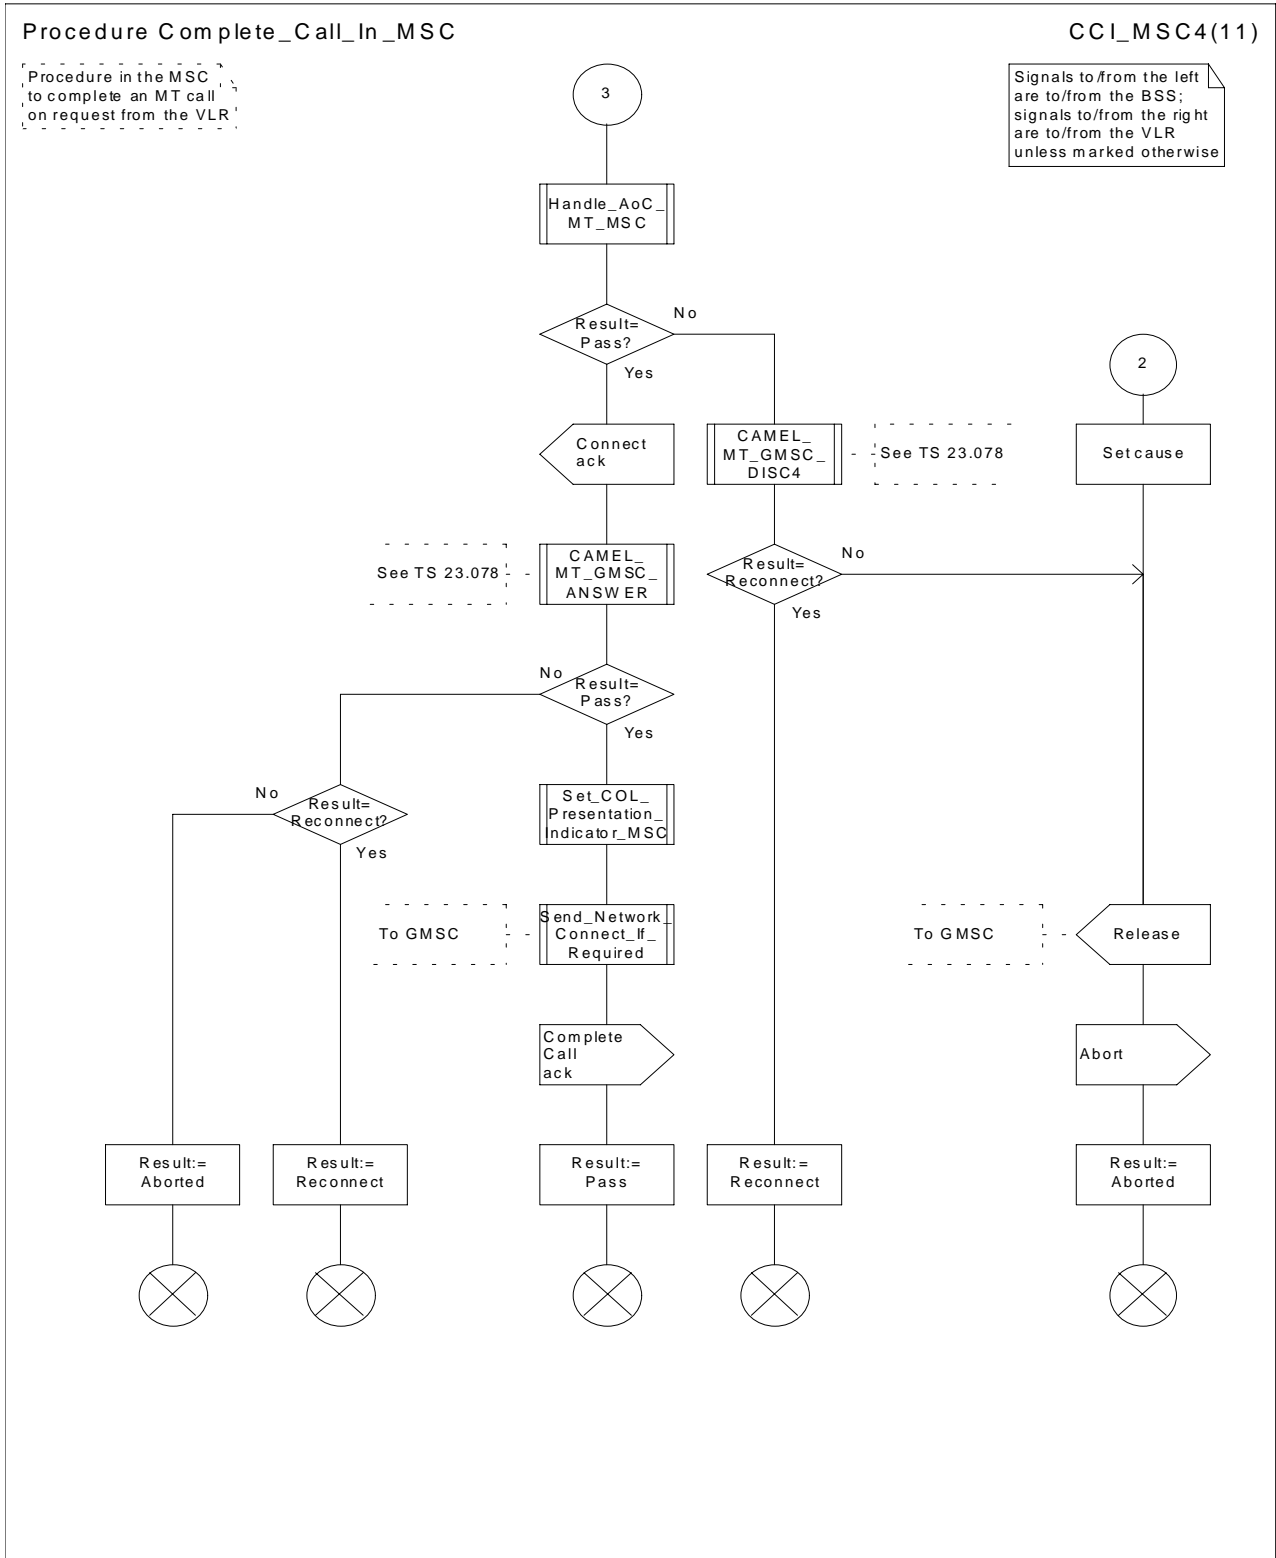 Procedure Complete_Call_In_MSC
CCI_MSC4(11)
Procedure in the MSC
to complete an MT call
on request from the VLR
Signals to/from the left
are to/from the BSS;
signals to/from the right
are to/from the VLR
unless marked otherwise
3
Handle_AoC_
MT_MSC
Result=
Pass?
No
Yes
2
Connect
ack
CAMEL_
MT_GMSC_
DISC4
See TS 23.078
Set cause
See TS 23.078
CAMEL_
MT_GMSC_
ANSWER
Result=
Reconnect?
No
Yes
No
Result=
Pass?
Yes
No
Result=
Reconnect?
Yes
Set_COL_
Presentation_
Indicator_MSC
To GMSC
Send_Network_
Connect_If_
Required
To GMSC
Release
Complete
Call
ack
Abort
Result:=
Aborted
Result:=
Reconnect
Result:=
Pass
Result:=
Reconnect
Result:=
Aborted